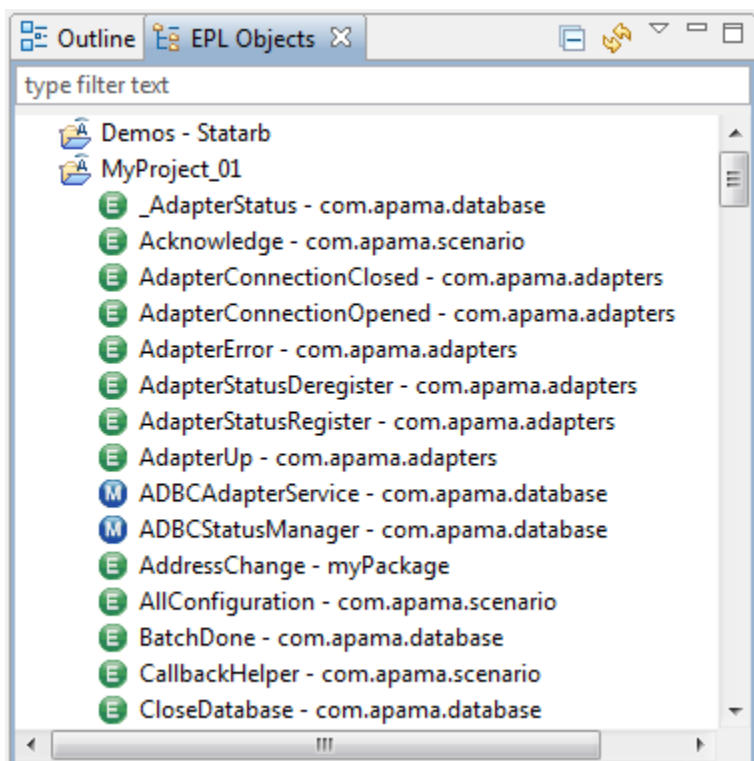 Outline EPL Objects
type filter text
Demos - Statarb
MyProject_01
E _AdapterStatus - com.apama.database
E Acknowledge - com.apama.scenario
E AdapterConnectionClosed - com.apama.adapters
E AdapterConnectionOpened - com.apama.adapters
E AdapterError - com.apama.adapters
E AdapterStatusDeregister - com.apama.adapters
E AdapterStatusRegister - com.apama.adapters
E AdapterUp - com.apama.adapters
M ADBCAdapterService - com.apama.database
M ADBCStatusManager - com.apama.database
E AddressChange - myPackage
E AllConfiguration - com.apama.scenario
E BatchDone - com.apama.database
E CallbackHelper - com.apama.scenario
E CloseDatabase - com.apama.database